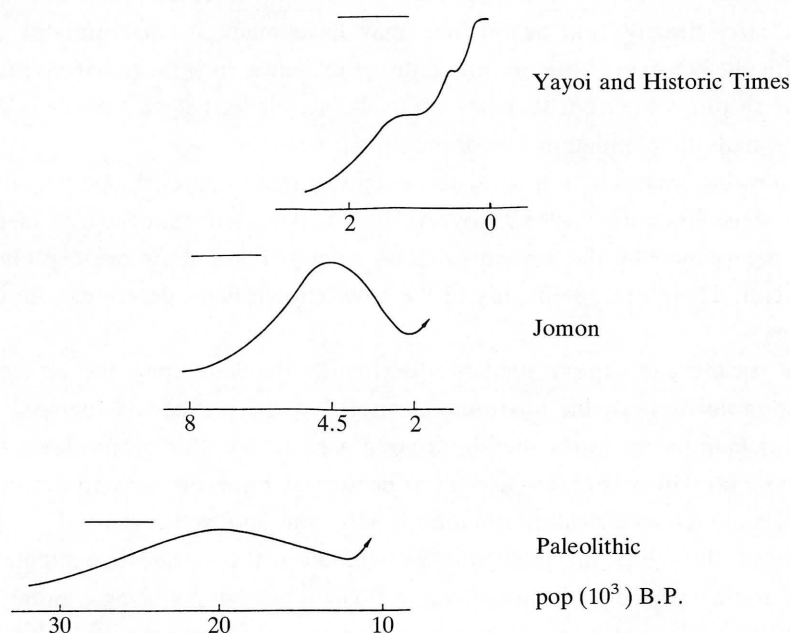 Yayoi and Historic Times
2 0
Jomon
8 4.5 2
Paleolithic
pop (10³) B.P.
30 20 10